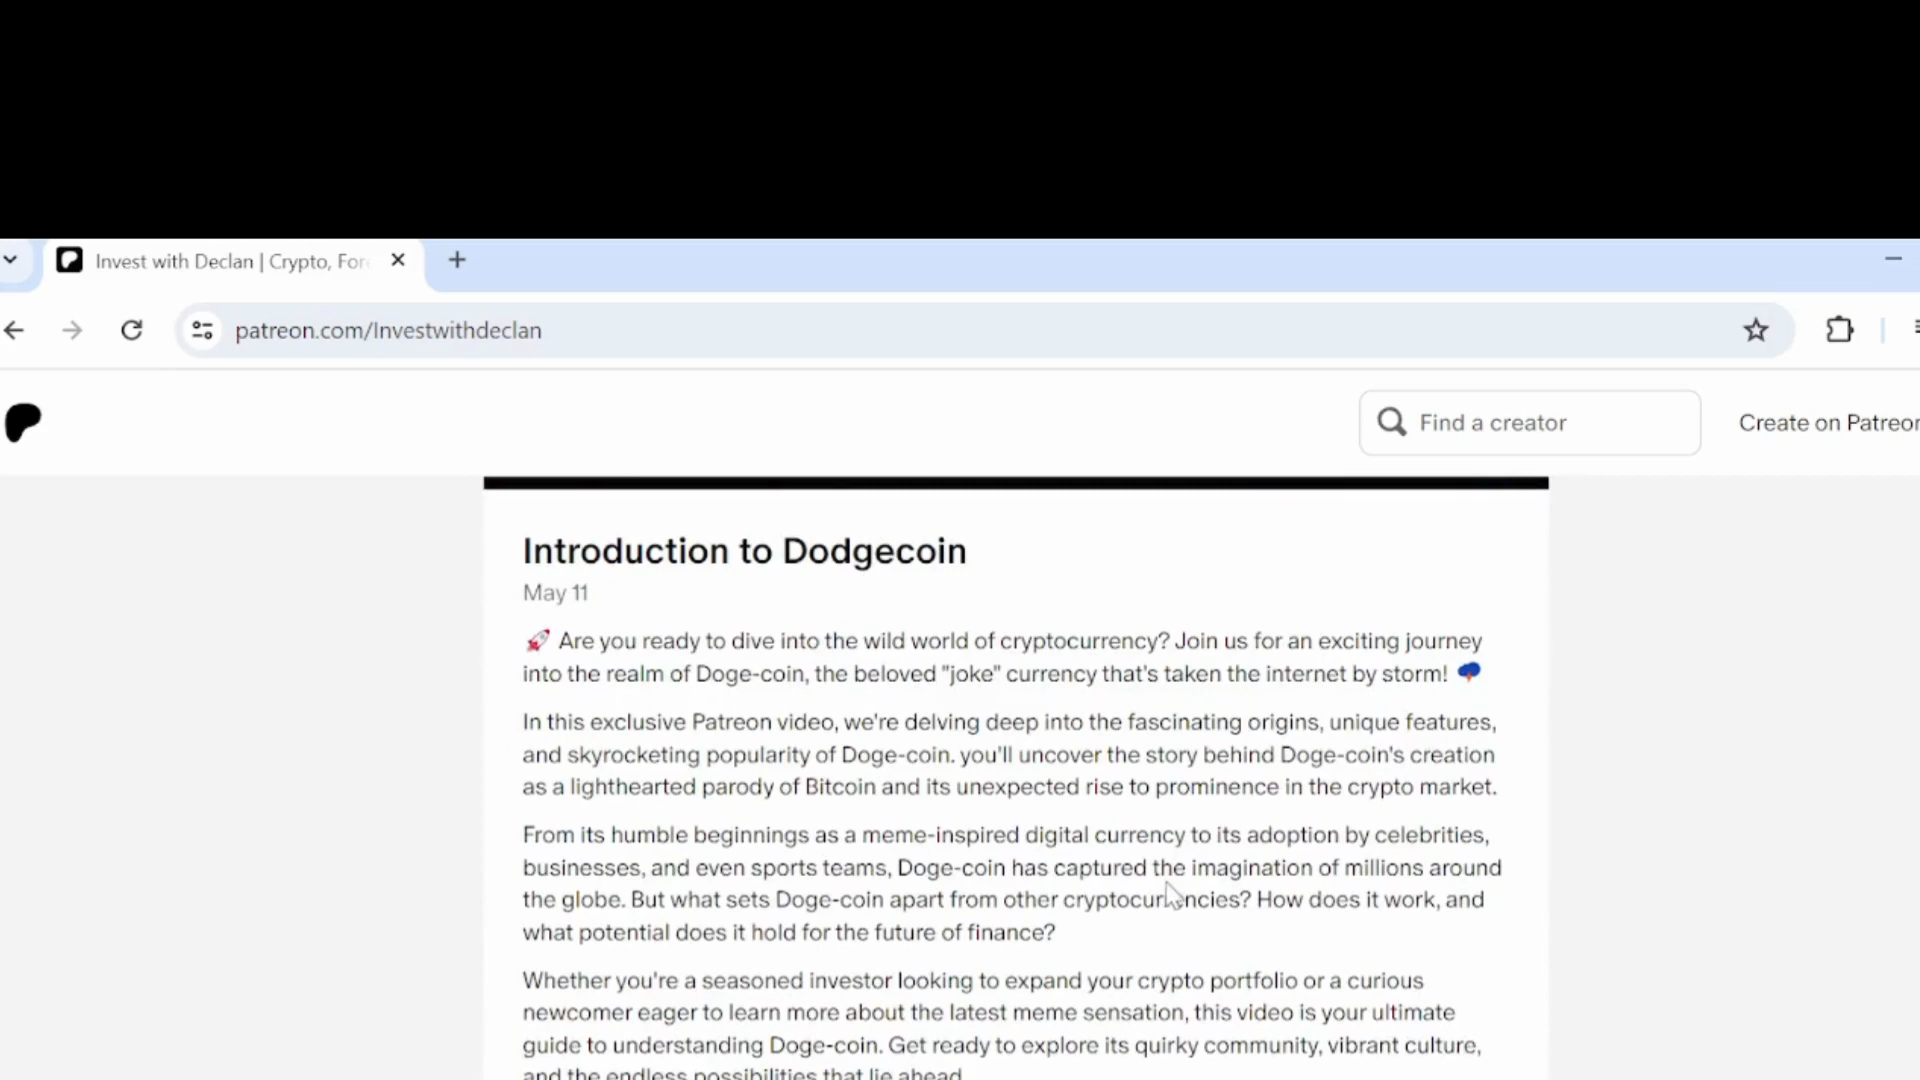 Invest with Declan | Crypto, For
patreon.com/Investwithdeclan
Find a creator
Create on Patreon
Introduction to Dodgecoin
May 11
🚀 Are you ready to dive into the wild world of cryptocurrency? Join us for an exciting journey
into the realm of Doge-coin, the beloved "joke" currency that's taken the internet by storm! 🌩
In this exclusive Patreon video, we're delving deep into the fascinating origins, unique features,
and skyrocketing popularity of Doge-coin. you'll uncover the story behind Doge-coin's creation
as a lighthearted parody of Bitcoin and its unexpected rise to prominence in the crypto market.
From its humble beginnings as a meme-inspired digital currency to its adoption by celebrities,
businesses, and even sports teams, Doge-coin has captured the imagination of millions around
the globe. But what sets Doge-coin apart from other cryptocurrencies? How does it work, and
what potential does it hold for the future of finance?
Whether you're a seasoned investor looking to expand your crypto portfolio or a curious
newcomer eager to learn more about the latest meme sensation, this video is your ultimate
guide to understanding Doge-coin. Get ready to explore its quirky community, vibrant culture,
and the endless possibilities that lie ahead.